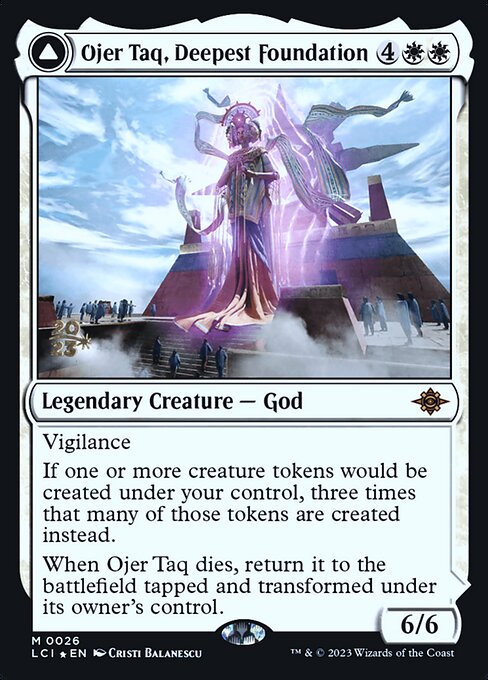 Ojer Taq, Deepest Foundation 4
20
23
Legendary Creature — God
Vigilance
If one or more creature tokens would be
created under your control, three times
that many of those tokens are created
instead.
When Ojer Taq dies, return it to the
battlefield tapped and transformed under
its owner's control.
6/6
M 0026
LCI ★ EN Cristi Balanescu
™ & © 2023 Wizards of the Coast